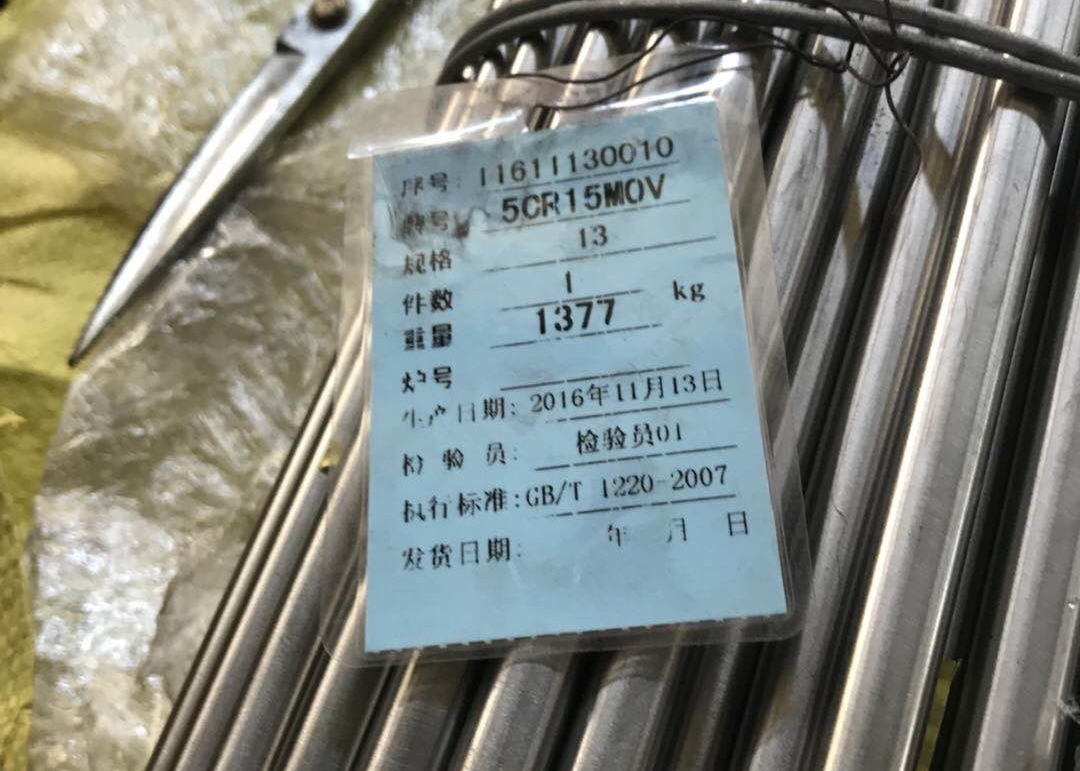 序号: 11611130010
牌号: 5CR15MOV
规格 13
件数 1
重量 1377 kg
炉号
生产日期: 2016年11月13日
检验员: 检验员01
执行标准: GB/T 1220-2007
发货日期: 年 月 日